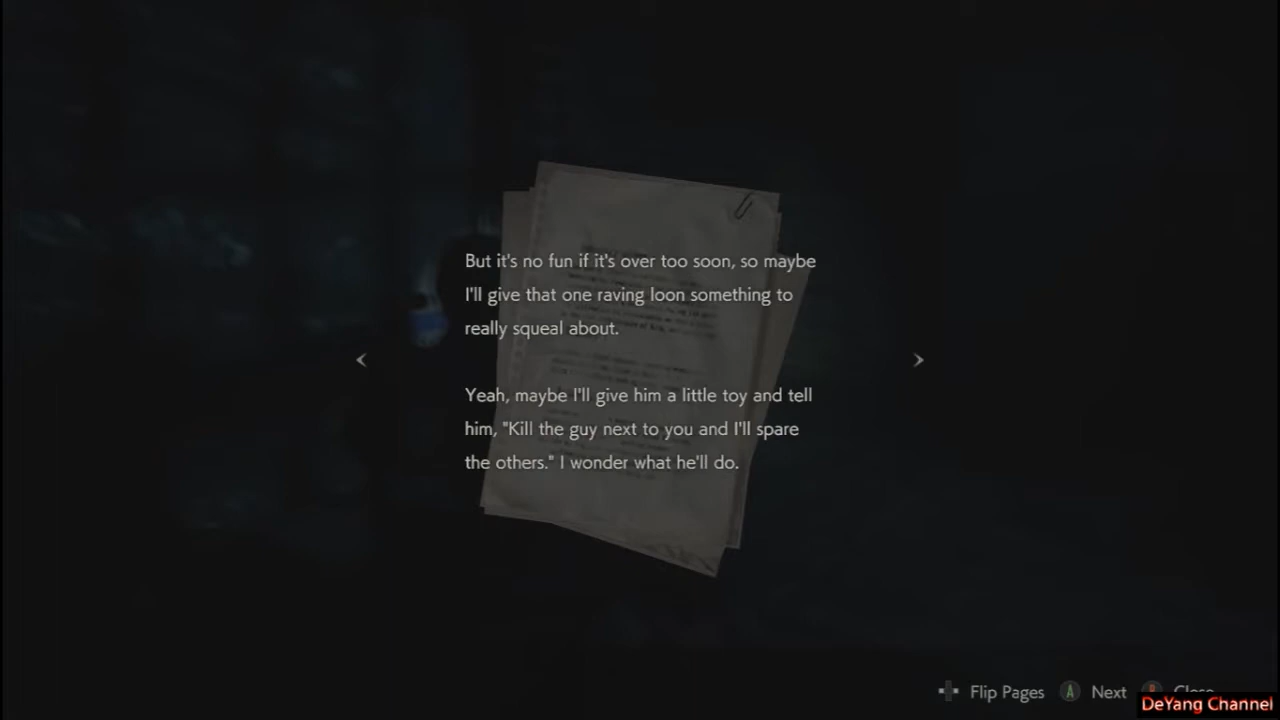 But it's no fun if it's over too soon, so maybe
I'll give that one raving loon something to
really squeal about.
Yeah, maybe I'll give him a little toy and tell
him, "Kill the guy next to you and I'll spare
the others." I wonder what he'll do.
Flip Pages A Next B Close
DeYang Channel